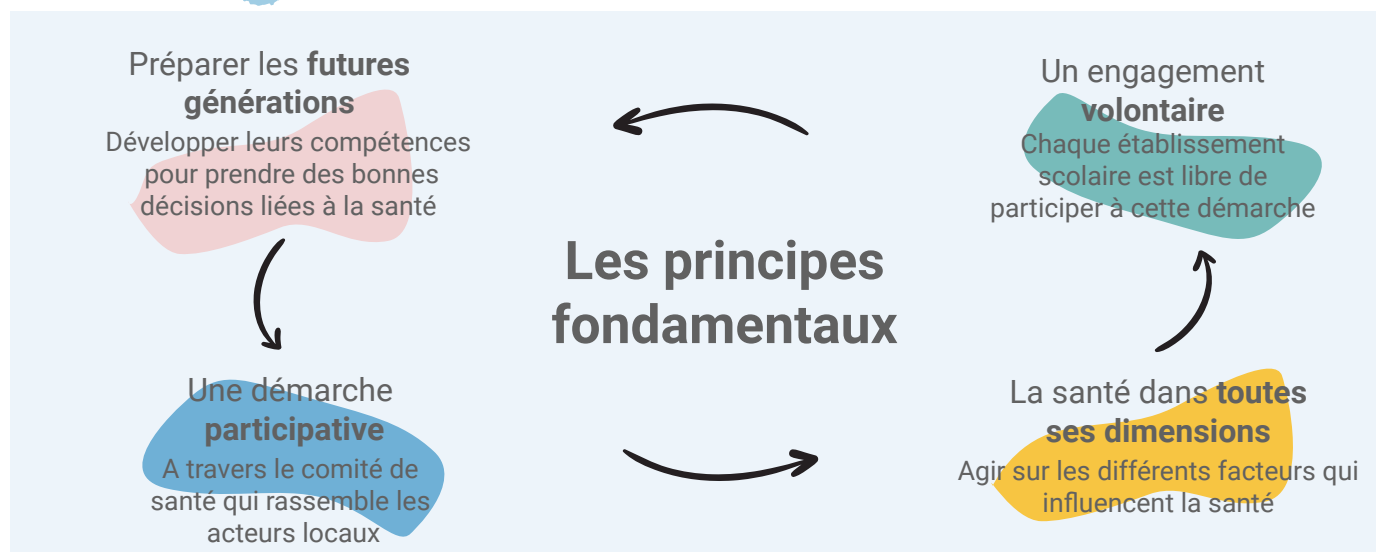 Préparer les futures
générations
Développer leurs compétences
pour prendre des bonnes
décisions liées à la santé
Un engagement
volontaire
Chaque établissement
scolaire est libre de
participer à cette démarche
Les principes
fondamentaux
Une démarche
participative
A travers le comité de
santé qui rassemble les
acteurs locaux
La santé dans toutes
ses dimensions
Agir sur les différents facteurs qui
influencent la santé